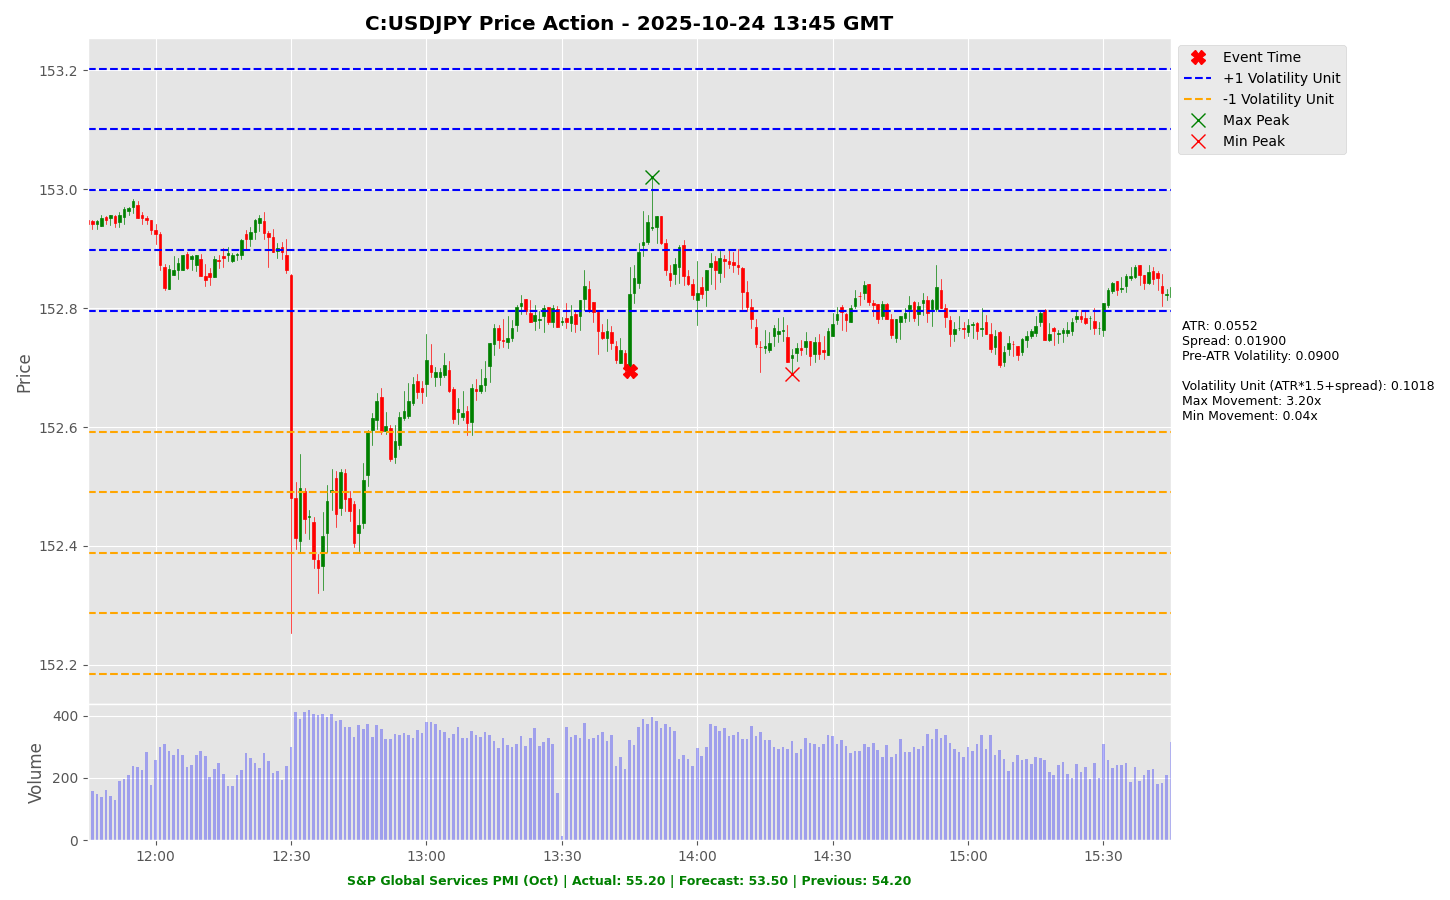 C:USDJPY Price Action - 2025-10-24 13:45 GMT
Event Time
+1 Volatility Unit
-1 Volatility Unit
Max Peak
Min Peak
Price
153.2
153.0
152.8
152.6
152.4
152.2
ATR: 0.0552
Spread: 0.01900
Pre-ATR Volatility: 0.0900
Volatility Unit (ATR*1.5+spread): 0.1018
Max Movement: 3.20x
Min Movement: 0.04x
Volume
400
200
0
12:00 12:30 13:00 13:30 14:00 14:30 15:00 15:30
S&P Global Services PMI (Oct) | Actual: 55.20 | Forecast: 53.50 | Previous: 54.20